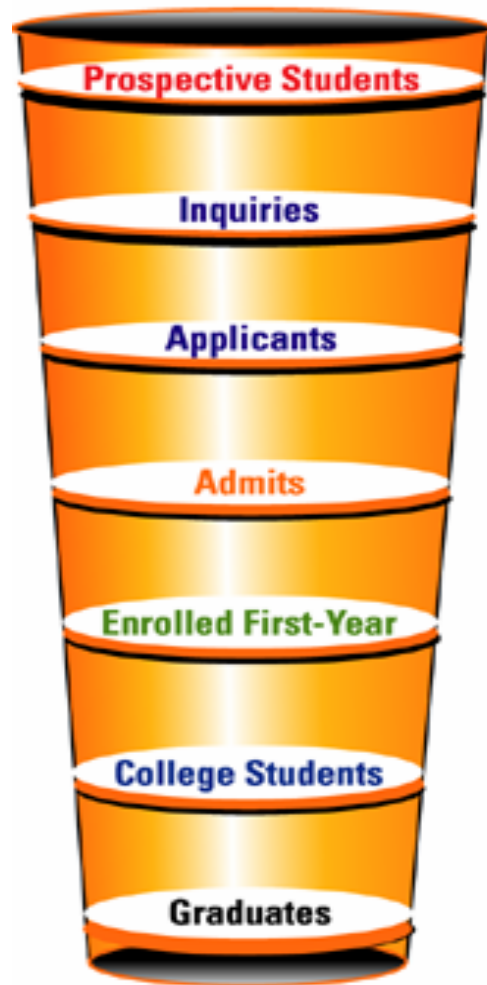 Prospective Students
Inquiries
Applicants
Admits
Enrolled First-Year
College Students
Graduates